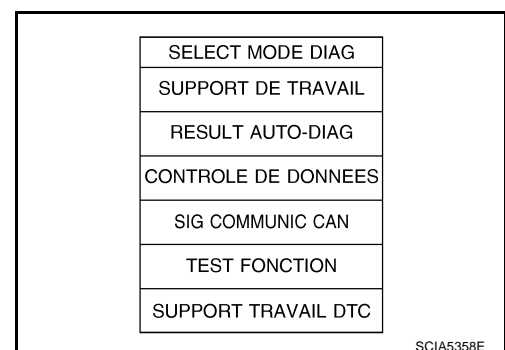 SELECT MODE DIAG
SUPPORT DE TRAVAIL
RESULT AUTO-DIAG
CONTROLE DE DONNEES
SIG COMMUNIC CAN
TEST FONCTION
SUPPORT TRAVAIL DTC
SCIA5358E